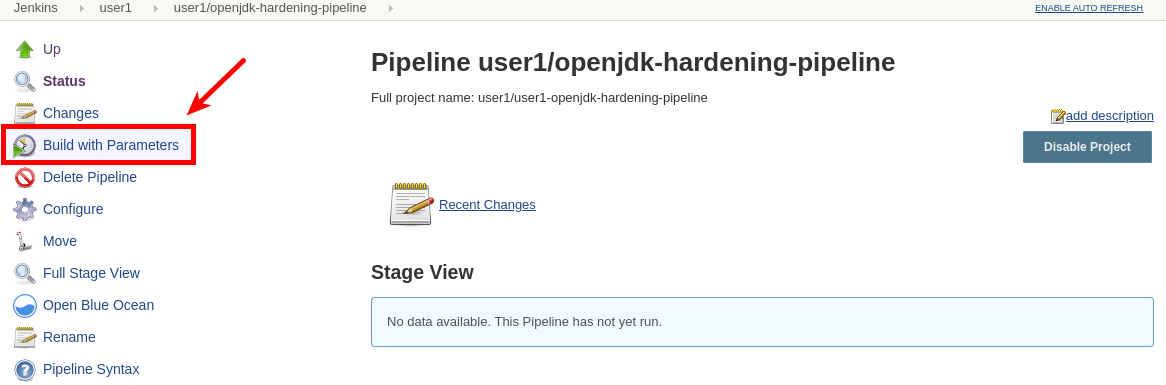 Jenkins user1 user1/openjdk-hardening-pipeline ENABLE AUTO REFRESH
Up
Status
Changes
Build with Parameters
Delete Pipeline
Configure
Move
Full Stage View
Open Blue Ocean
Rename
Pipeline Syntax
Pipeline user1/openjdk-hardening-pipeline
Full project name: user1/user1-openjdk-hardening-pipeline
add description
Disable Project
Recent Changes
Stage View
No data available. This Pipeline has not yet run.